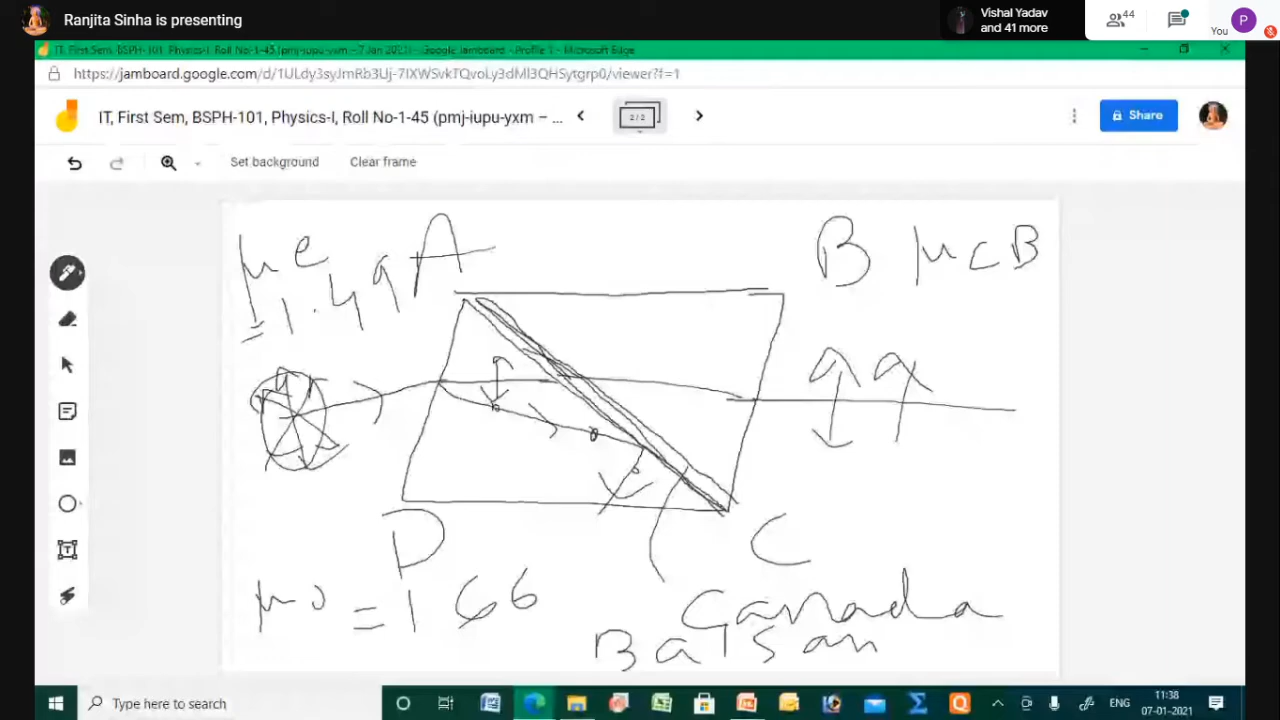 Ranjita Sinha is presenting
Vishal Yadav
and 41 more
44
You
P
https://jamboard.google.com/d/1ULdy3syJmRb3Uj-7IXWSvkTQvoLy3dMl3QHSytgrp0/viewer?f=1
IT, First Sem, BSPH-101, Physics-I, Roll No-1-45 (pmj-iupu-yxm – ...
2/2
Share
Set background
Clear frame
μe
=1.49
A
B
μCB
D
C
μo
=1.66
Canada
Balsam
Type here to search
ENG
11:38
07-01-2021